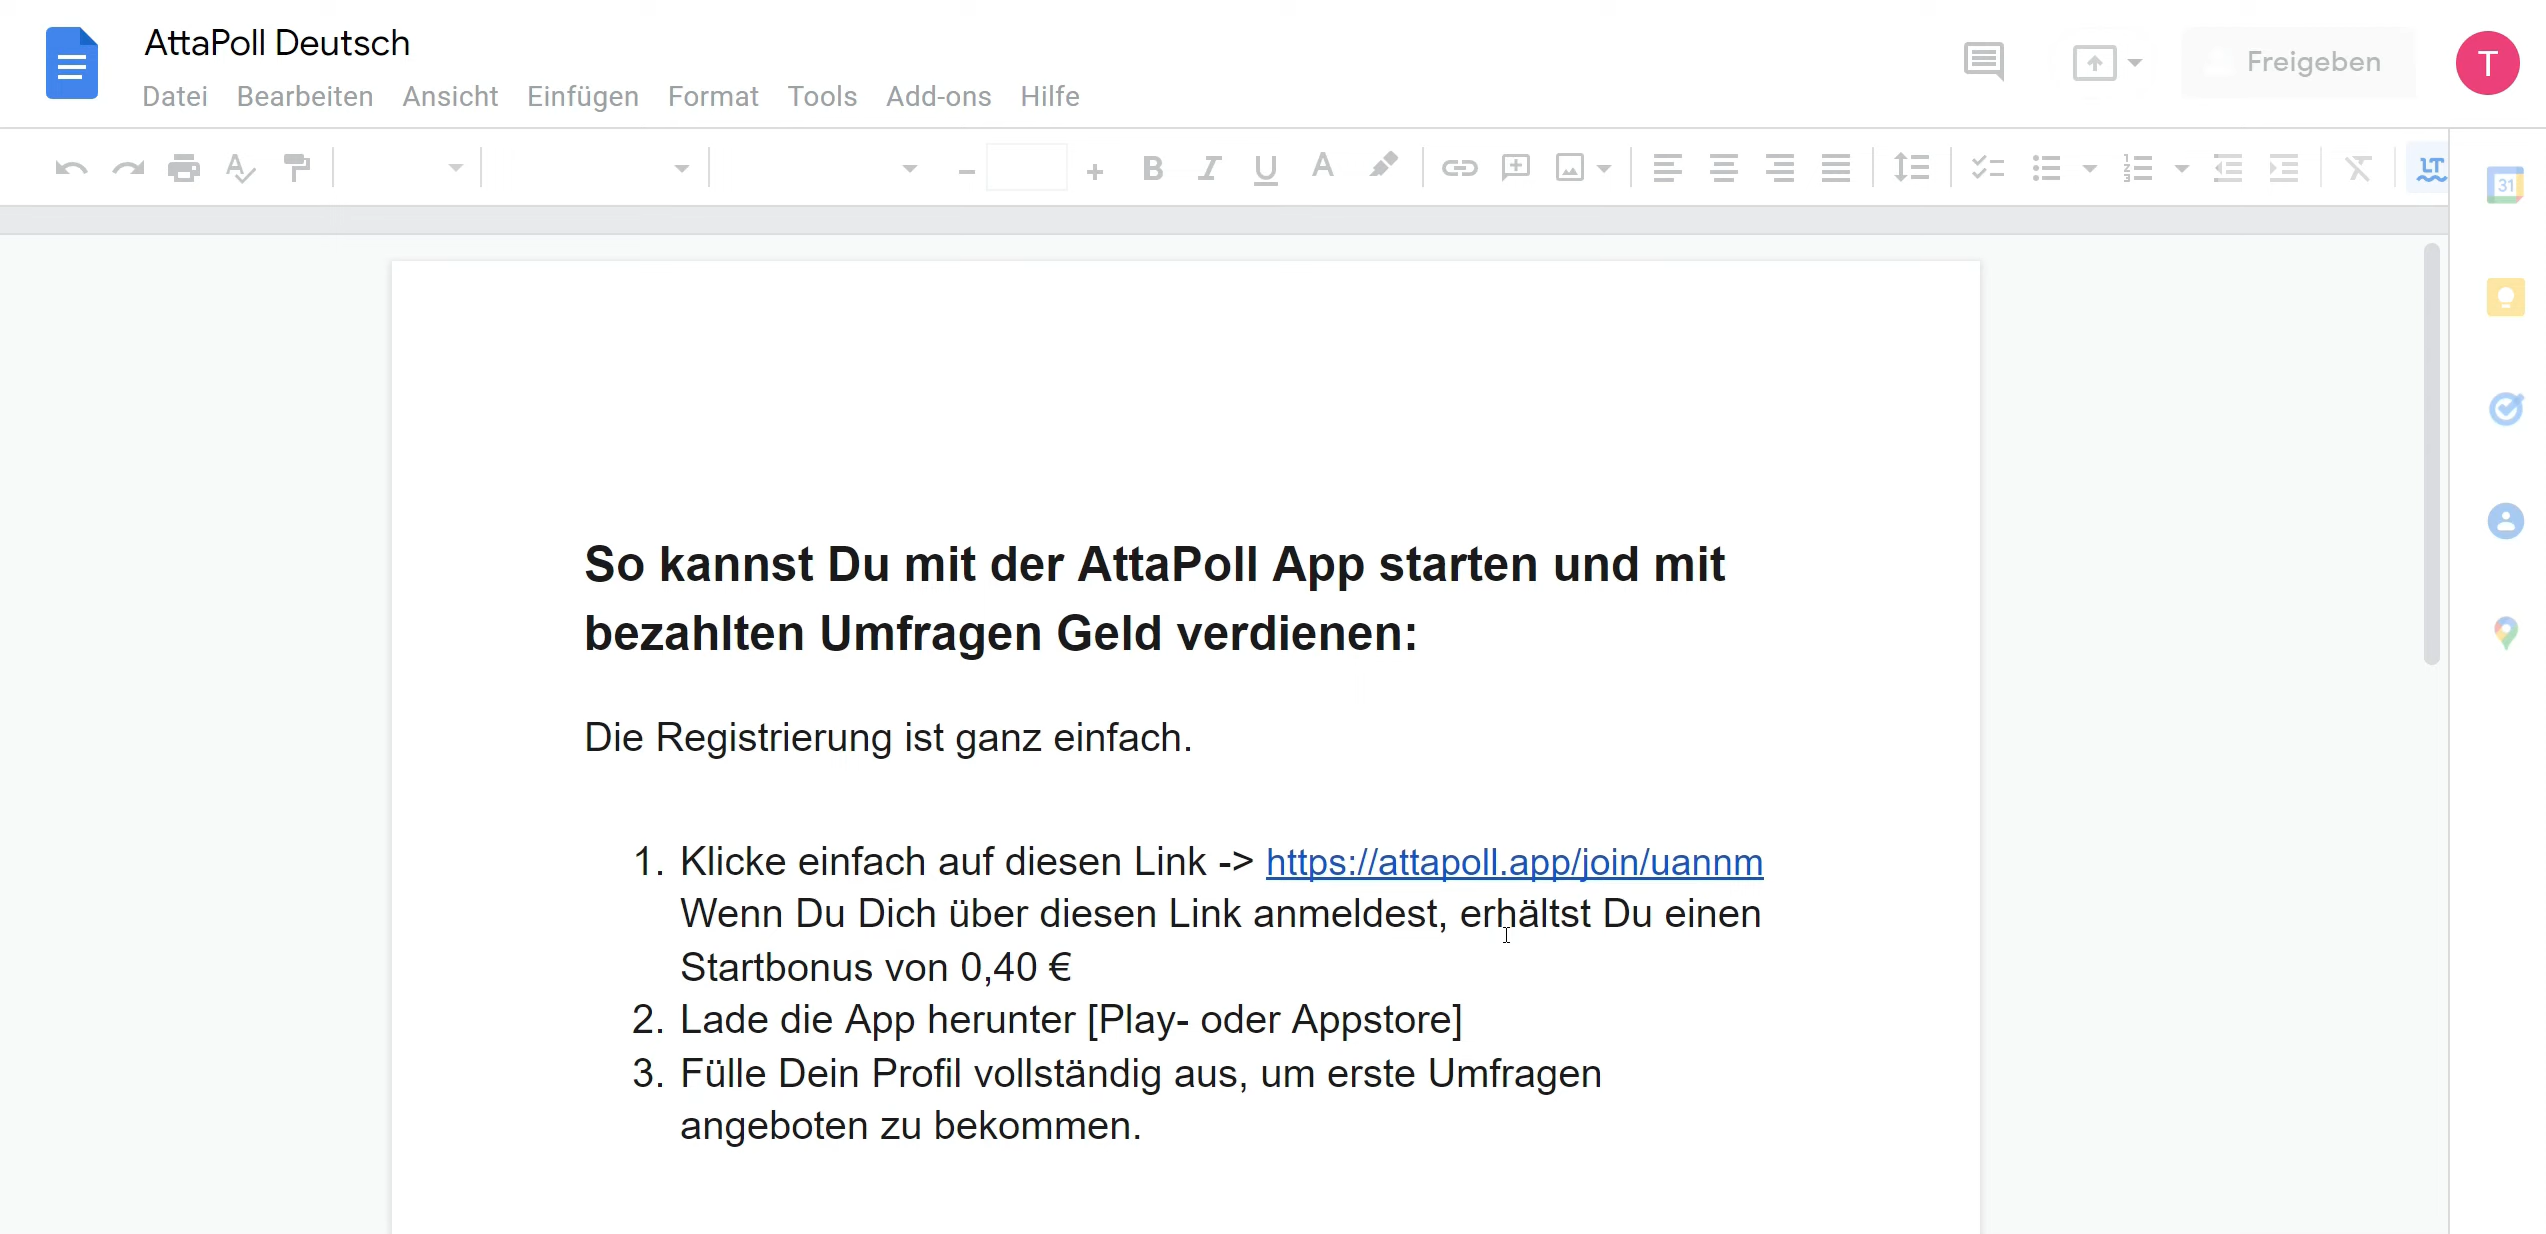 AttaPoll Deutsch
Datei Bearbeiten Ansicht Einfügen Format Tools Add-ons Hilfe
Freigeben
T
31
So kannst Du mit der AttaPoll App starten und mit
bezahlten Umfragen Geld verdienen:
Die Registrierung ist ganz einfach.
1. Klicke einfach auf diesen Link -> https://attapoll.app/join/uannm
Wenn Du Dich über diesen Link anmeldest, erhältst Du einen
Startbonus von 0,40 €
2. Lade die App herunter [Play- oder Appstore]
3. Fülle Dein Profil vollständig aus, um erste Umfragen
angeboten zu bekommen.